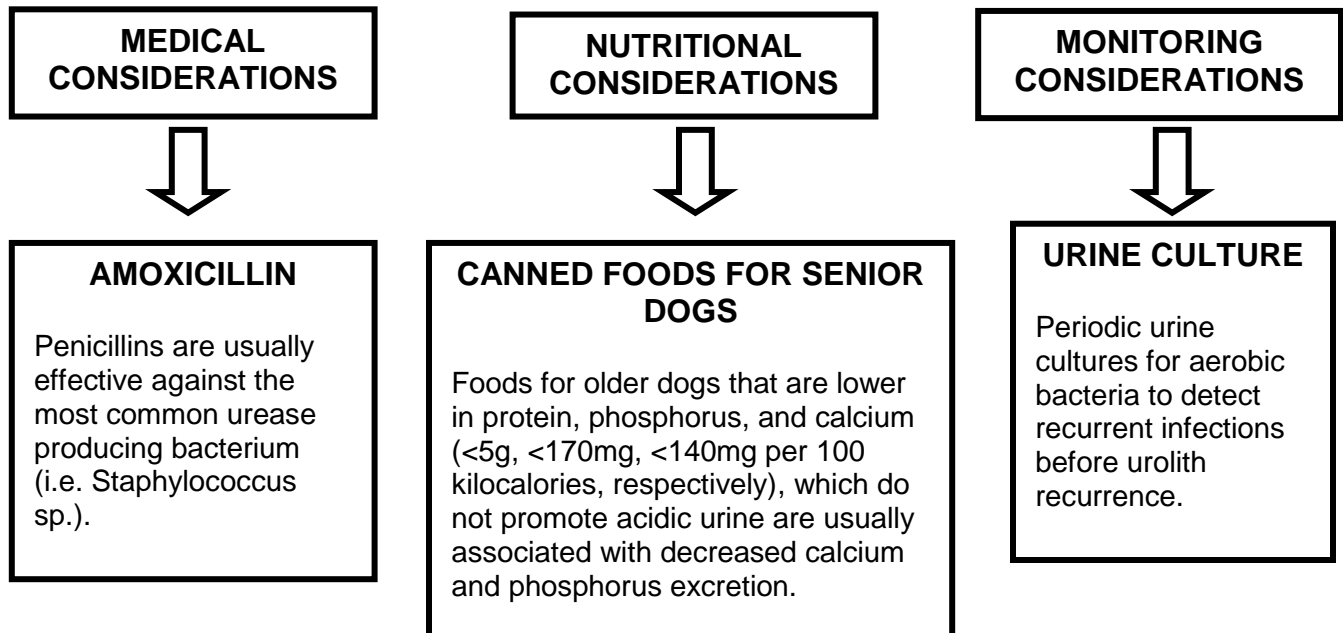 MEDICAL
CONSIDERATIONS
NUTRITIONAL
CONSIDERATIONS
MONITORING
CONSIDERATIONS
AMOXICILLIN
Penicillins are usually
effective against the
most common urease
producing bacterium
(i.e. Staphylococcus
sp.).
CANNED FOODS FOR SENIOR
DOGS
Foods for older dogs that are lower
in protein, phosphorus, and calcium
(<5g, <170mg, <140mg per 100
kilocalories, respectively), which do
not promote acidic urine are usually
associated with decreased calcium
and phosphorus excretion.
URINE CULTURE
Periodic urine
cultures for aerobic
bacteria to detect
recurrent infections
before urolith
recurrence.